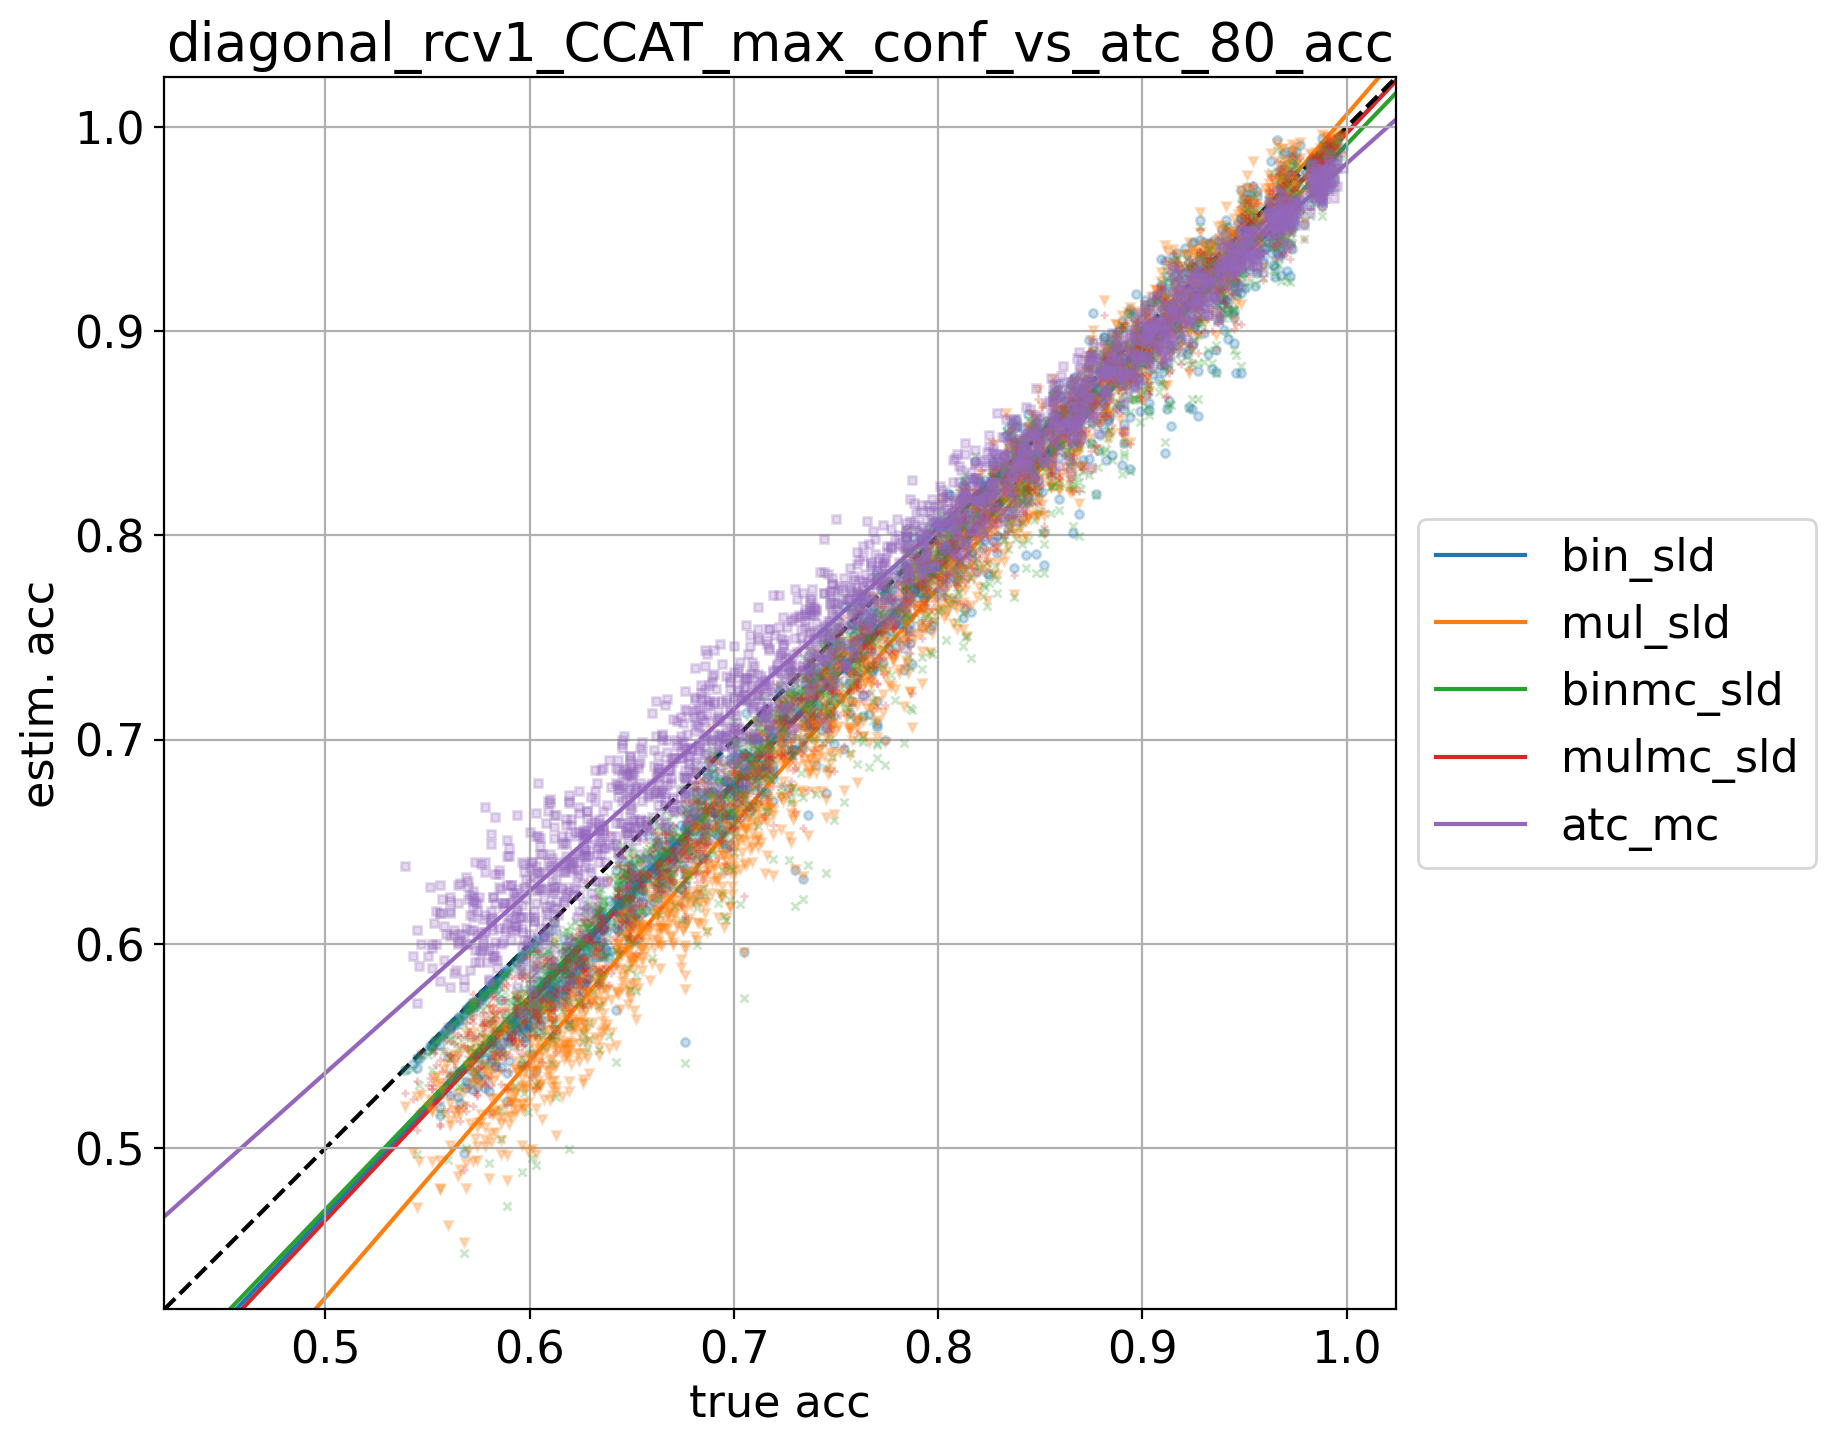 diagonal_rcv1_CCAT_max_conf_vs_atc_80_acc
1.0
0.9
0.8
0.7
0.6
0.5
estim. acc
0.5 0.6 0.7 0.8 0.9 1.0
true acc
bin_sld
mul_sld
binmc_sld
mulmc_sld
atc_mc